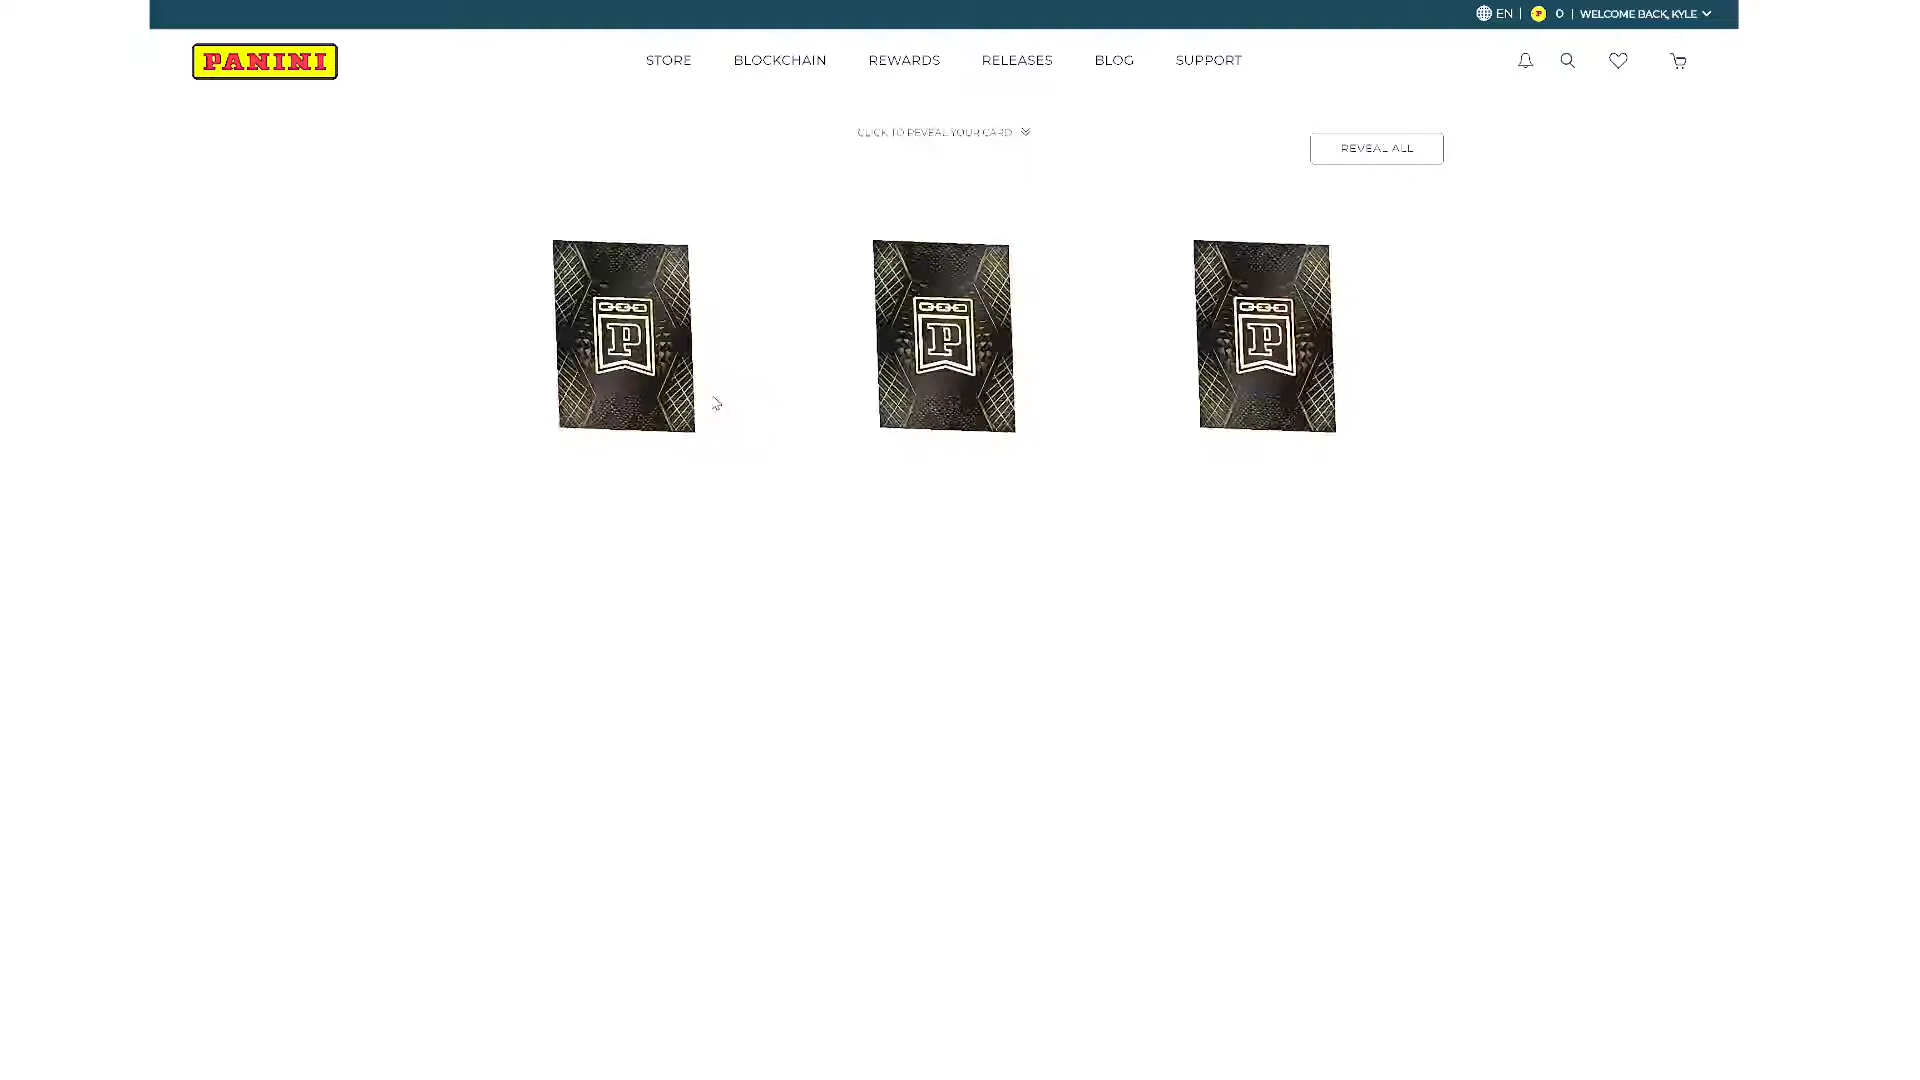 EN | P 0 | WELCOME BACK, KYLE
PANINI
STORE BLOCKCHAIN REWARDS RELEASES BLOG SUPPORT
CLICK TO REVEAL YOUR CARD
REVEAL ALL
P P P